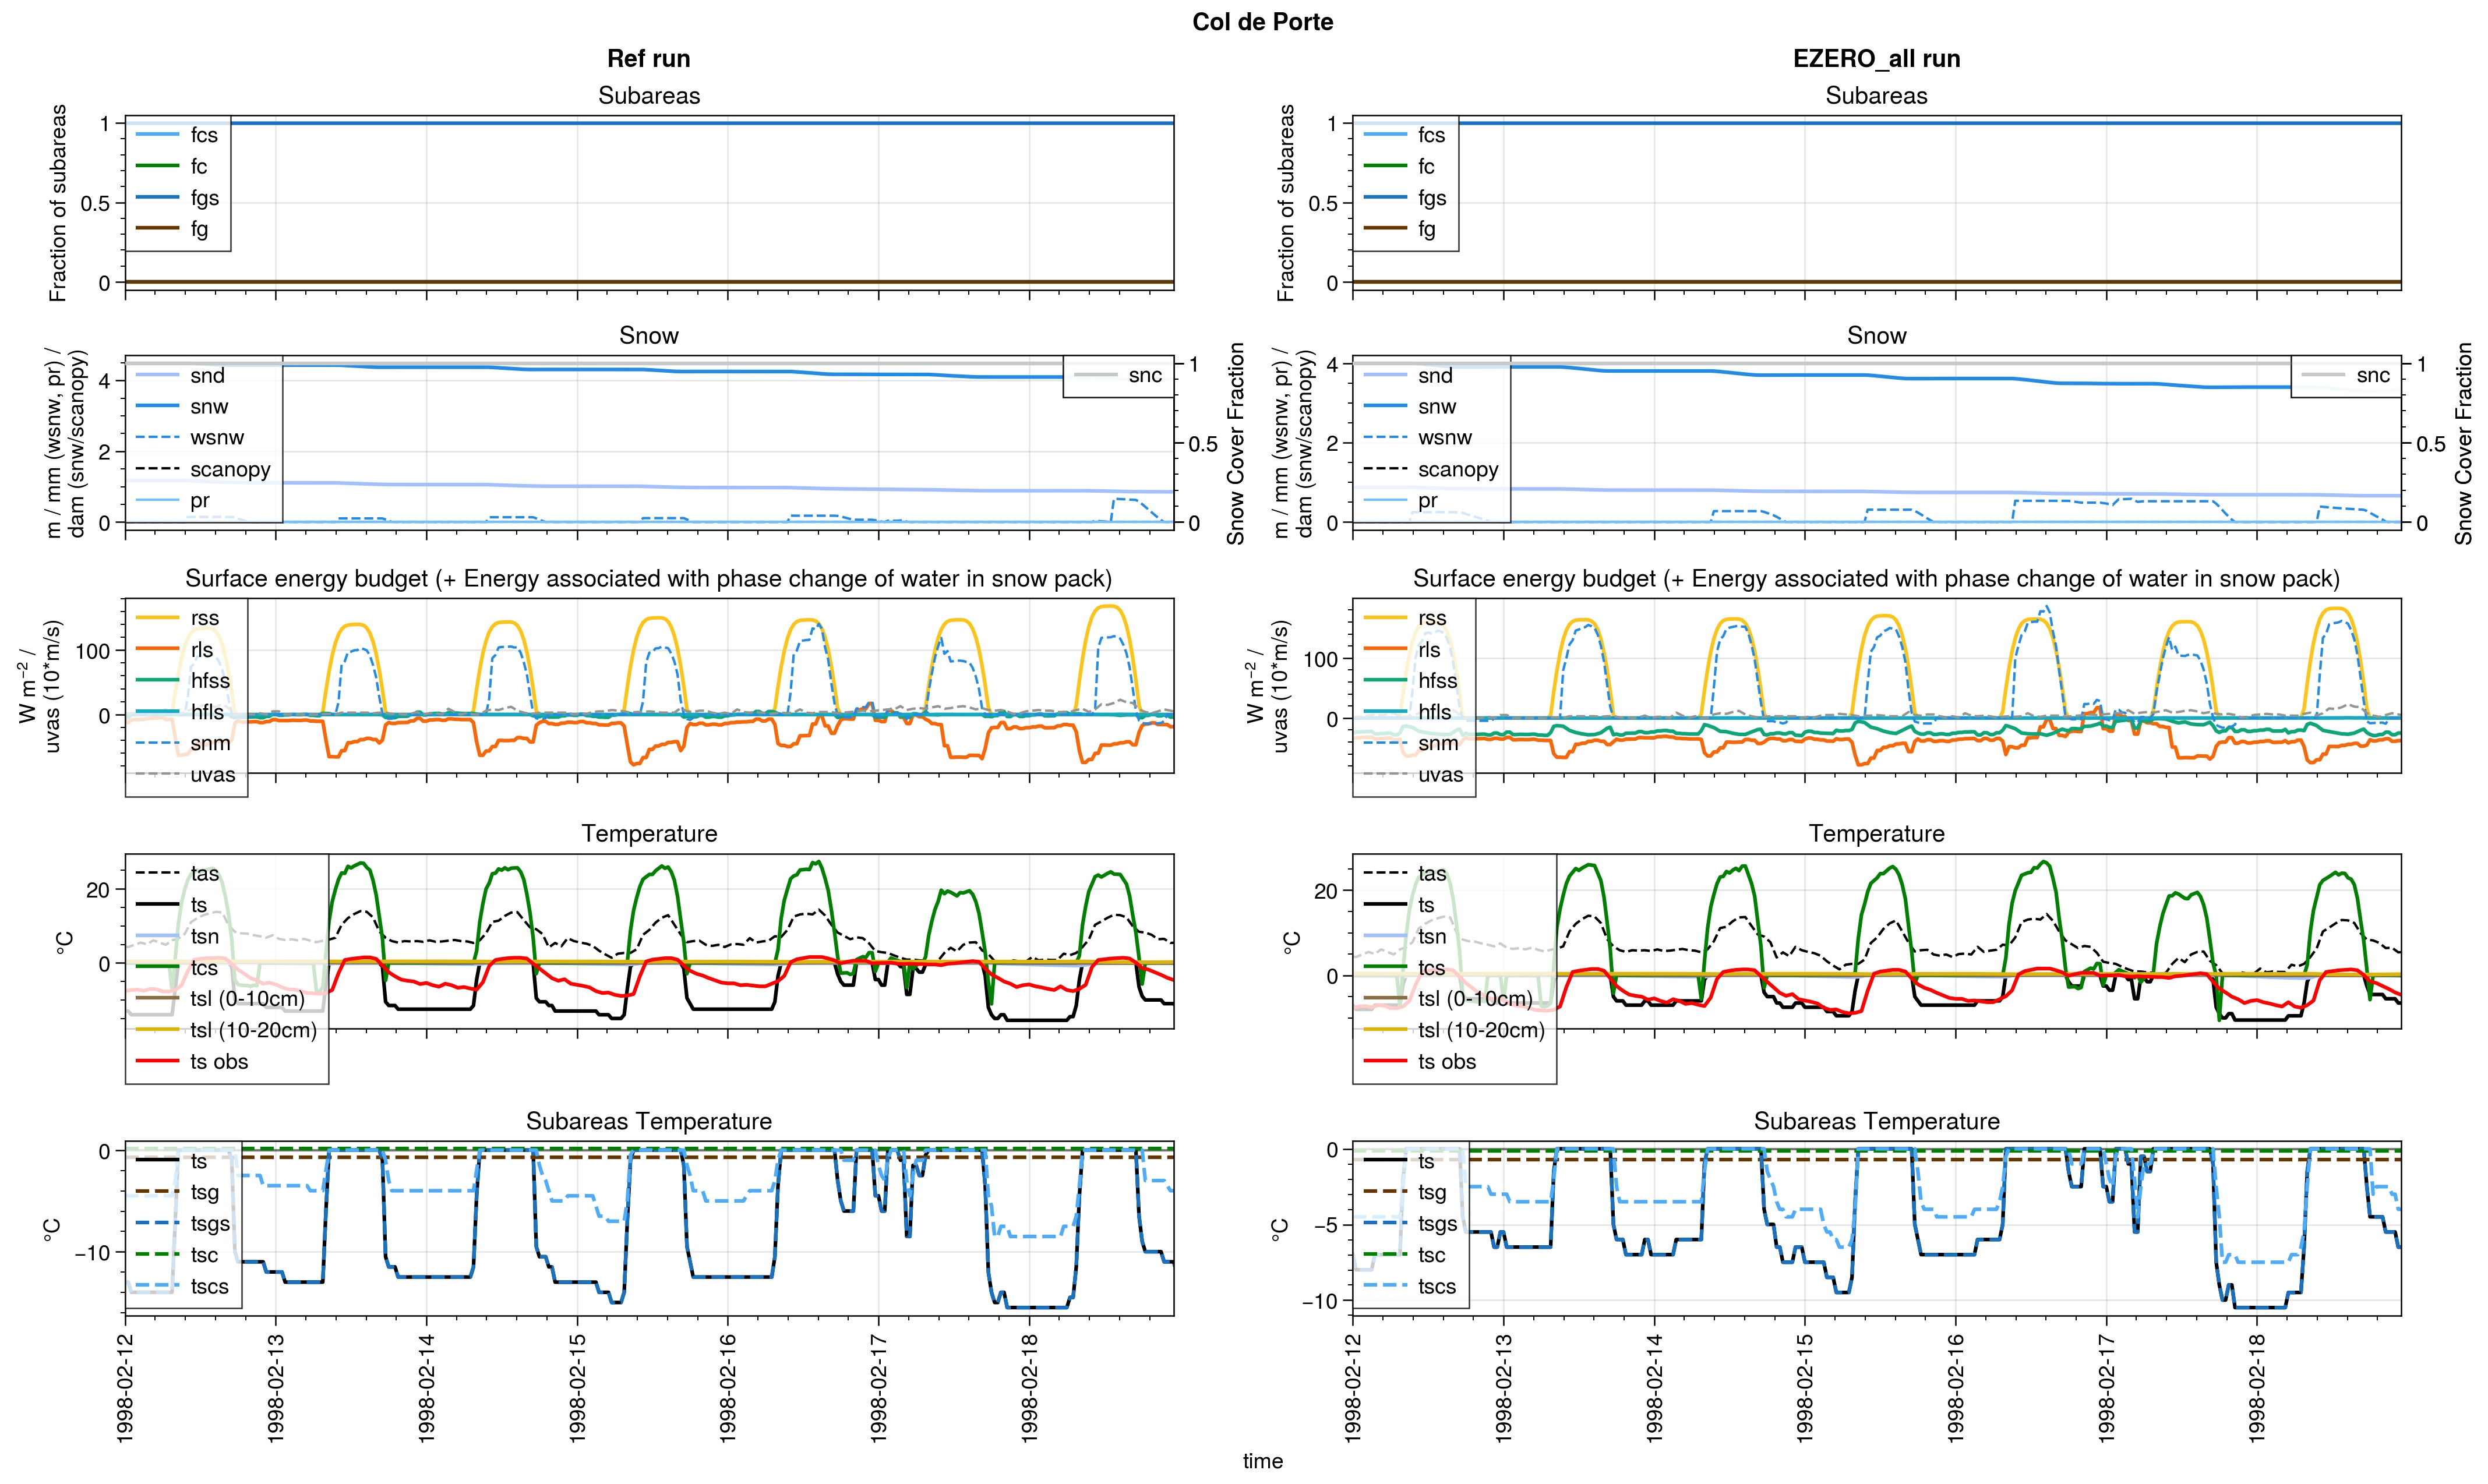 Col de Porte
Ref run
Subareas
Fraction of subareas
1
0.5
0
fcs
fc
fgs
fg
Snow
m / mm (wsnw, pr) /
dam (snw/scanopy)
4
2
0
snd
snw
wsnw
scanopy
pr
snc
1
0.5
0
Snow Cover Fraction
Surface energy budget (+ Energy associated with phase change of water in snow pack)
W m−2 /
uvas (10*m/s)
100
0
rss
rls
hfss
hfls
snm
uvas
Temperature
°C
20
0
tas
ts
tsn
tcs
tsl (0-10cm)
tsl (10-20cm)
ts obs
Subareas Temperature
°C
0
−10
ts
tsg
tsgs
tsc
tscs
1998-02-12
1998-02-13
1998-02-14
1998-02-15
1998-02-16
1998-02-17
1998-02-18
EZERO_all run
Subareas
Fraction of subareas
1
0.5
0
fcs
fc
fgs
fg
Snow
m / mm (wsnw, pr) /
dam (snw/scanopy)
4
2
0
snd
snw
wsnw
scanopy
pr
snc
1
0.5
0
Snow Cover Fraction
Surface energy budget (+ Energy associated with phase change of water in snow pack)
W m−2 /
uvas (10*m/s)
100
0
rss
rls
hfss
hfls
snm
uvas
Temperature
°C
20
0
tas
ts
tsn
tcs
tsl (0-10cm)
tsl (10-20cm)
ts obs
Subareas Temperature
°C
0
−5
−10
ts
tsg
tsgs
tsc
tscs
1998-02-12
1998-02-13
1998-02-14
1998-02-15
1998-02-16
1998-02-17
1998-02-18
time